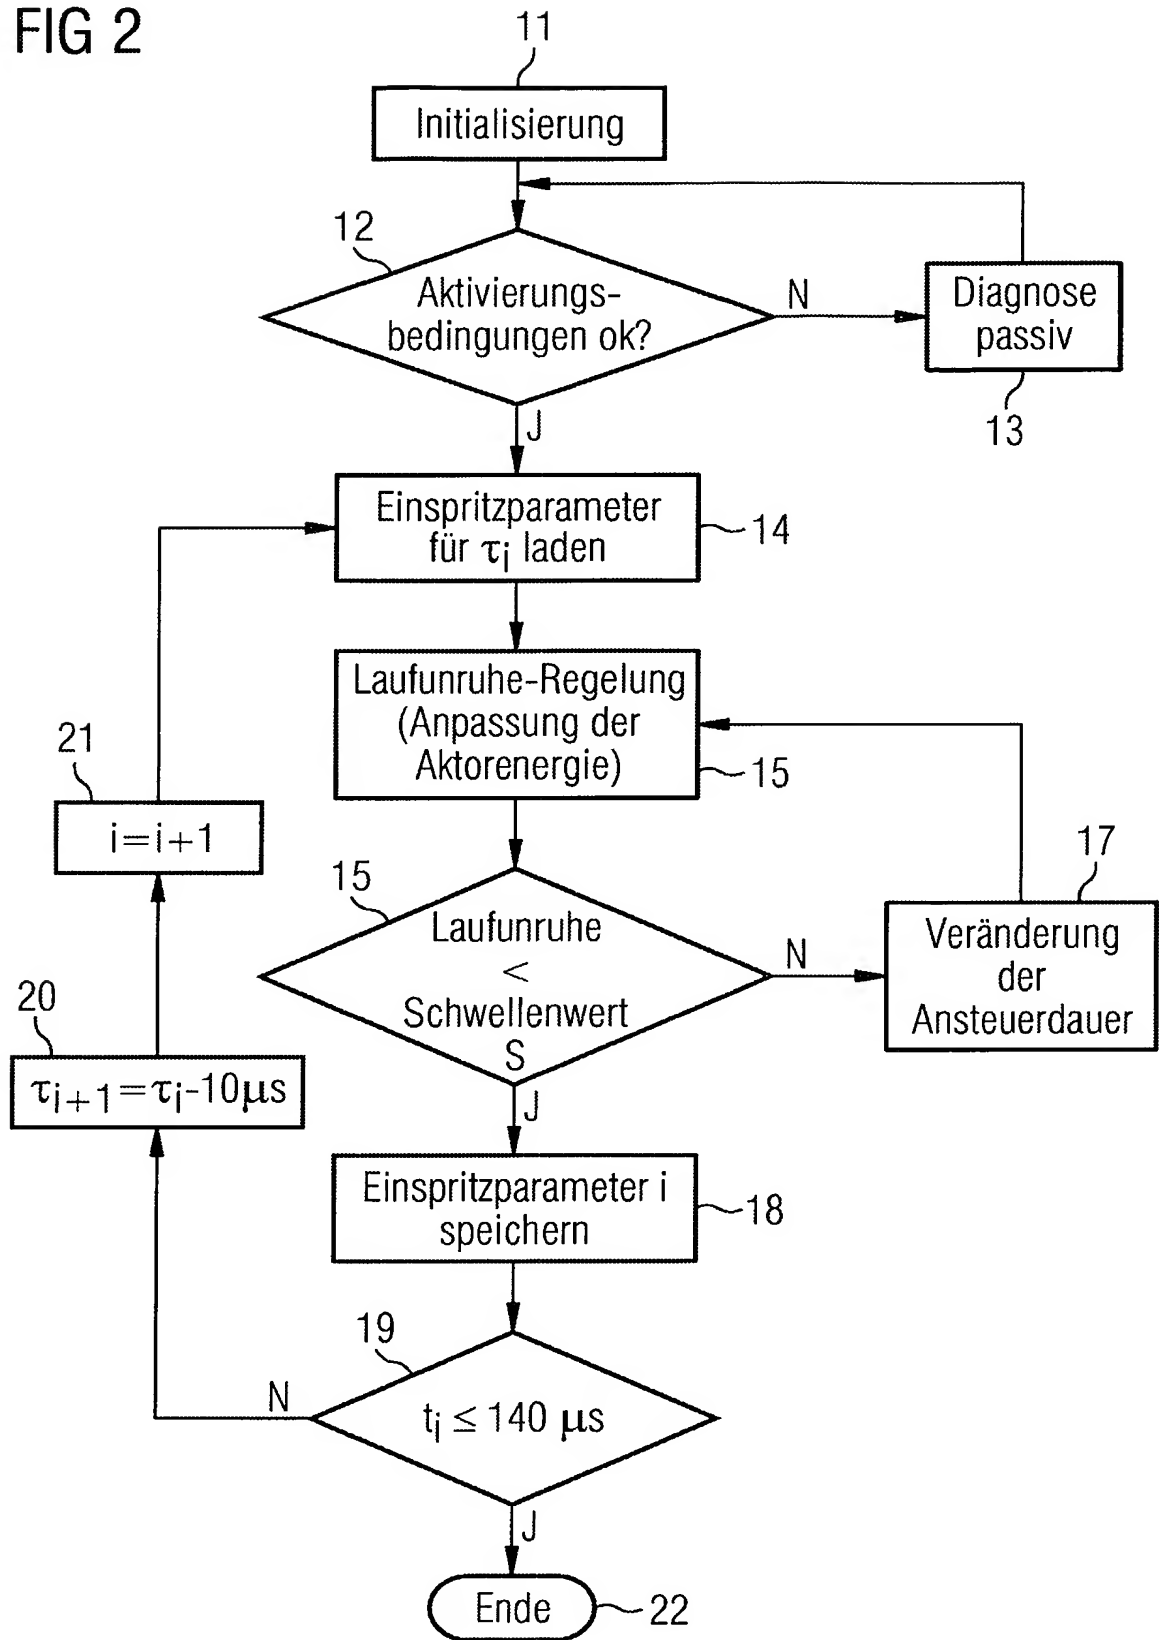 FIG 2
11
Initialisierung
12
Aktivierungs-
bedingungen ok?
N
Diagnose
passiv
13
J
Einspritzparameter
für τi laden
14
Laufunruhe-Regelung
(Anpassung der
Aktorenergie)
15
21
i=i+1
15
Laufunruhe
<
Schwellenwert
S
N
17
Veränderung
der
Ansteuerdauer
20
τi+1=τi-10µs
J
Einspritzparameter i
speichern
18
19
N
ti ≤ 140 µs
J
Ende
22